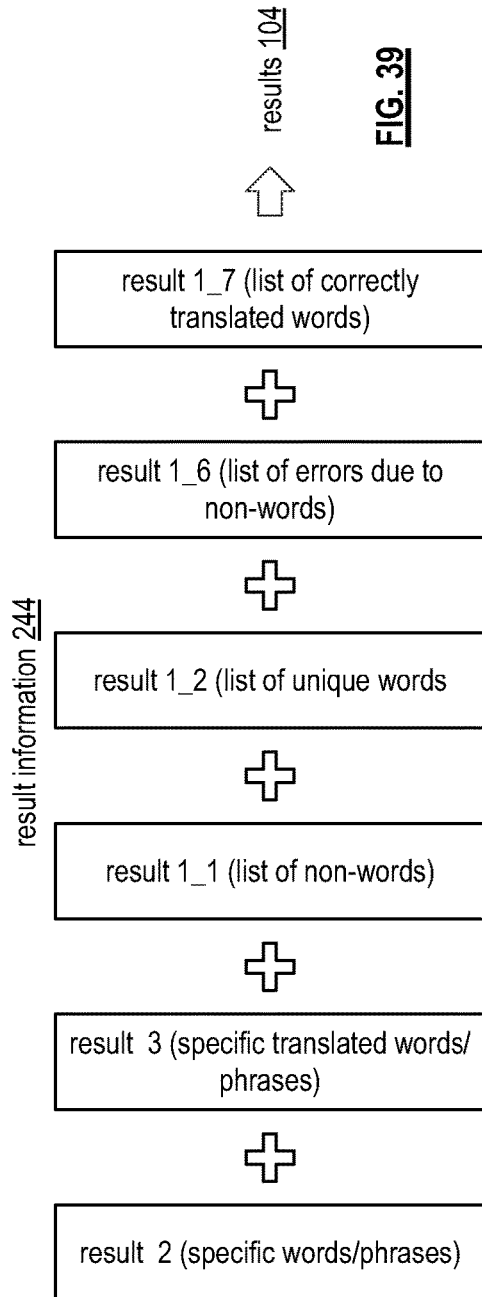 result information 244
result 2 (specific words/phrases)
result 3 (specific translated words/
phrases)
result 1_1 (list of non-words)
result 1_2 (list of unique words
result 1_6 (list of errors due to
non-words)
result 1_7 (list of correctly
translated words)
results 104
FIG. 39